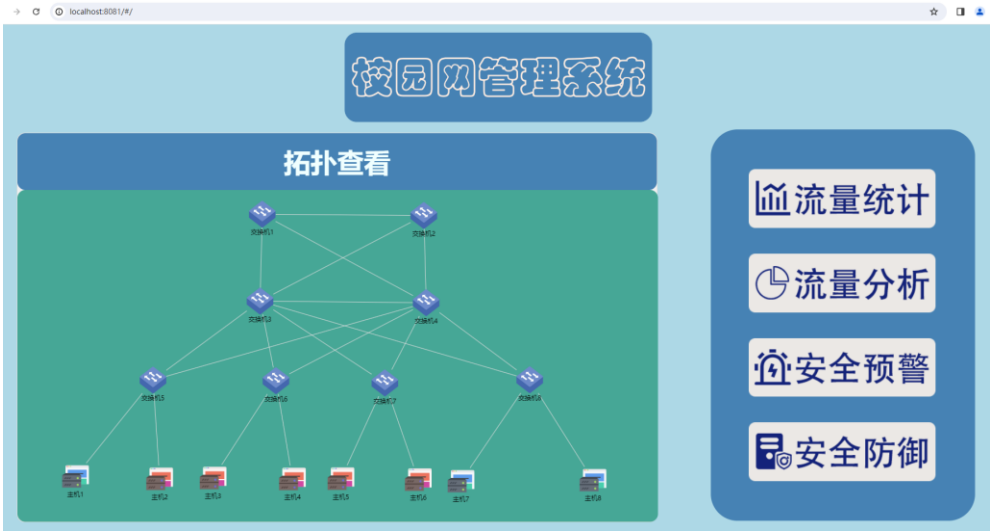 localhost:8081/#/
校园网管理系统
拓扑查看
交换机1
交换机2
交换机3
交换机4
交换机5
交换机6
交换机7
交换机8
主机1
主机2
主机3
主机4
主机5
主机6
主机7
主机8
流量统计
流量分析
安全预警
安全防御